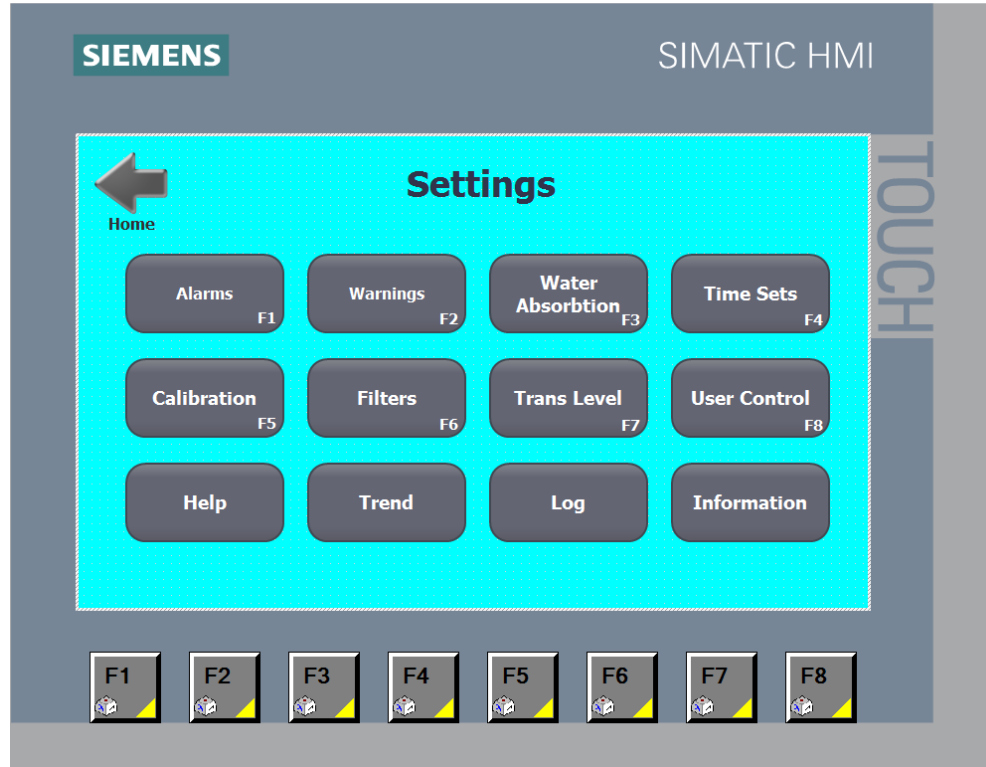 SIEMENS
SIMATIC HMI
TOUCH
Settings
Home
Alarms
F1
Warnings
F2
Water
Absorbtion
F3
Time Sets
F4
Calibration
F5
Filters
F6
Trans Level
F7
User Control
F8
Help
Trend
Log
Information
F1
F2
F3
F4
F5
F6
F7
F8